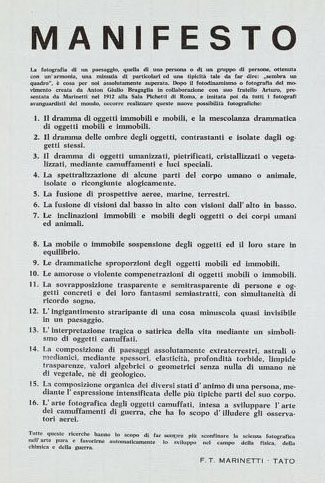 MANIFESTO
La fotografia di un paesaggio, quella di una persona o di un gruppo di persone, ottenuta
con un'armonia, una minuzia di particolari ed una tipicità tale da far dire: „sembra un
quadro", è cosa per noi assolutamente superata. Dopo il fotodinamismo o fotografia del mo-
vimento creata da Anton Giulio Bragaglia in collaborazione con suo fratello Arturo, pre-
sentata da Marinetti nel 1912 alla Sala Pichetti di Roma, e imitata poi da tutti i fotografi
avanguardisti del mondo, occorre realizzare queste nuove possibilità fotografiche:
1. Il dramma di oggetti immobili e mobili, e la mescolanza drammatica
di oggetti mobili e immobili.
2. Il dramma delle ombre degli oggetti, contrastanti e isolate dagli og-
getti stessi.
3. Il dramma di oggetti umanizzati, pietrificati, cristallizzati o vegeta-
lizzati, mediante camuffamenti e luci speciali.
4. La spettralizzazione di alcune parti del corpo umano o animale,
isolate o ricongiunte alogicamente.
5. La fusione di prospettive aeree, marine, terrestri.
6. La fusione di visioni dal basso in alto con visioni dall'alto in basso.
7. Le inclinazioni immobili e mobili degli oggetti o dei corpi umani
ed animali.
8. La mobile o immobile sospensione degli oggetti ed il loro stare in
equilibrio.
9. Le drammatiche sproporzioni degli oggetti mobili ed immobili.
10. Le amorose o violente compenetrazioni di oggetti mobili o immobili.
11. La sovrapposizione trasparente e semitrasparente di persone e og-
getti concreti e dei loro fantasmi semiastratti, con simultaneità di
ricordo sogno.
12. L'ingigantimento straripante di una cosa minuscola quasi invisibile
in un paesaggio.
13. L'interpretazione tragica o satirica della vita mediante un simboli-
smo di oggetti camuffati.
14. La composizione di paesaggi assolutamente extraterrestri, astrali o
medianici, mediante spessori, elasticità, profondità torbide, limpide
trasparenze, valori algebrici o geometrici senza nulla di umano nè
di vegetale, nè di geologico.
15. La composizione organica dei diversi stati d'animo di una persona, me-
diante l'espressione intensificata delle più tipiche parti del suo corpo.
16. L'arte fotografica degli oggetti camuffati, intesa a sviluppare l'arte
dei camuffamenti di guerra, che ha lo scopo d'illudere gli osserva-
tori aerei.
Tutte queste ricerche hanno lo scopo di far sempre più sconfinare la scienza fotografica
nell'arte pura e favorirne automaticamente lo sviluppo nel campo della fisica, della
chimica e della guerra.
F. T. MARINETTI - TATO